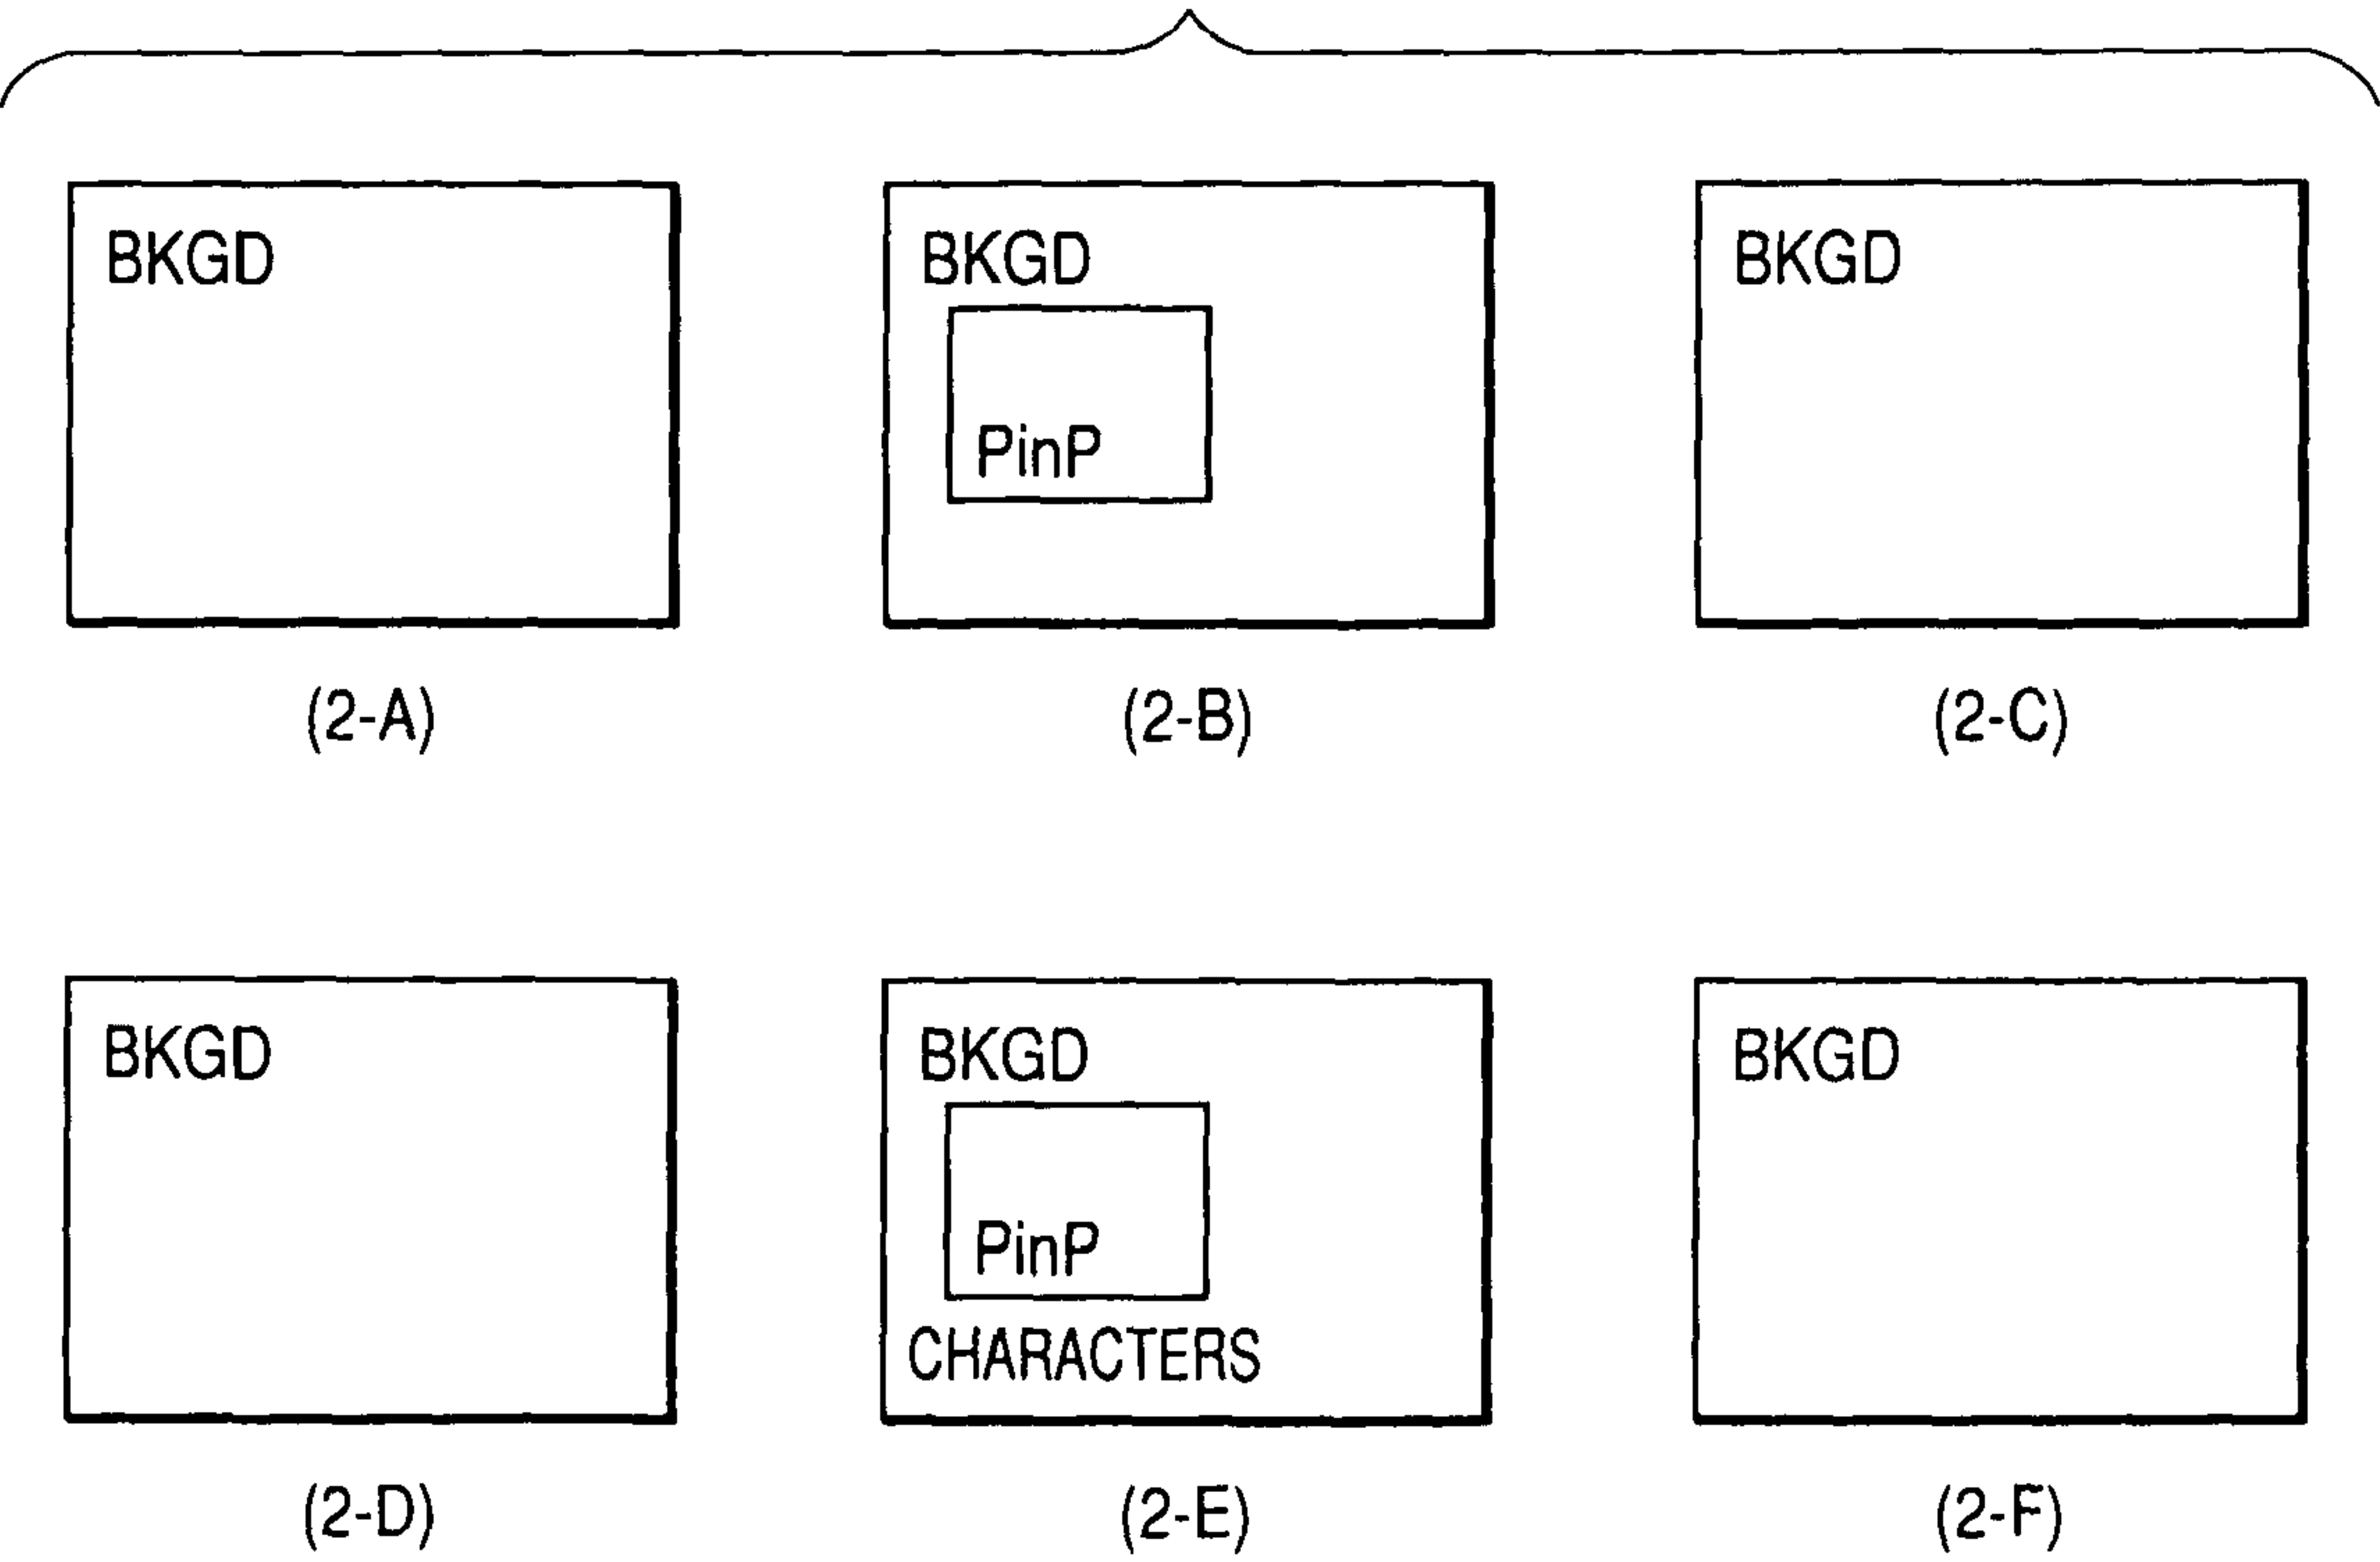 BKGD
BKGD
BKGD
PinP
(2-A)
(2-B)
(2-C)
BKGD
BKGD
BKGD
PinP
CHARACTERS
(2-D)
(2-E)
(2-F)